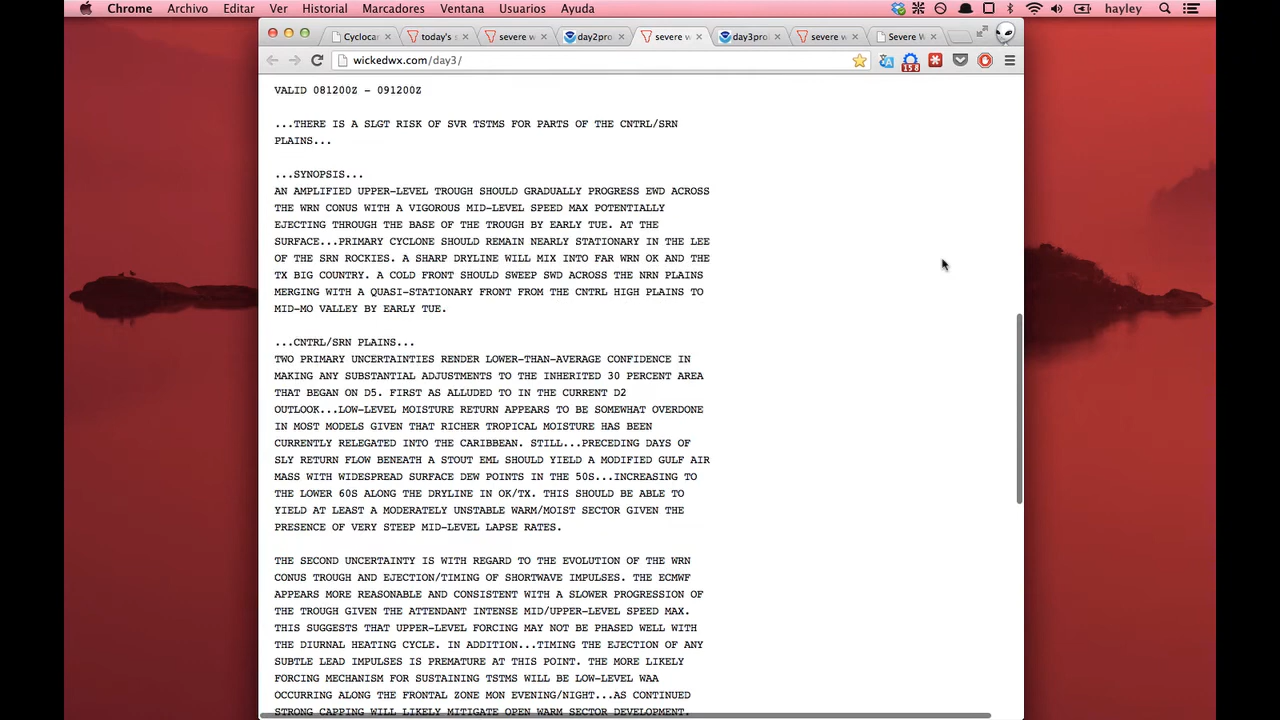 Chrome Archivo Editar Ver Historial Marcadores Ventana Usuarios Ayuda hayley
Cyclocan today's s severe w day2pro severe w day3pro severe w Severe W
wickedwx.com/day3/ 158
VALID 081200Z - 091200Z
...THERE IS A SLGT RISK OF SVR TSTMS FOR PARTS OF THE CNTRL/SRN
PLAINS...
...SYNOPSIS...
AN AMPLIFIED UPPER-LEVEL TROUGH SHOULD GRADUALLY PROGRESS EWD ACROSS
THE WRN CONUS WITH A VIGOROUS MID-LEVEL SPEED MAX POTENTIALLY
EJECTING THROUGH THE BASE OF THE TROUGH BY EARLY TUE. AT THE
SURFACE...PRIMARY CYCLONE SHOULD REMAIN NEARLY STATIONARY IN THE LEE
OF THE SRN ROCKIES. A SHARP DRYLINE WILL MIX INTO FAR WRN OK AND THE
TX BIG COUNTRY. A COLD FRONT SHOULD SWEEP SWD ACROSS THE NRN PLAINS
MERGING WITH A QUASI-STATIONARY FRONT FROM THE CNTRL HIGH PLAINS TO
MID-MO VALLEY BY EARLY TUE.
...CNTRL/SRN PLAINS...
TWO PRIMARY UNCERTAINTIES RENDER LOWER-THAN-AVERAGE CONFIDENCE IN
MAKING ANY SUBSTANTIAL ADJUSTMENTS TO THE INHERITED 30 PERCENT AREA
THAT BEGAN ON D5. FIRST AS ALLUDED TO IN THE CURRENT D2
OUTLOOK...LOW-LEVEL MOISTURE RETURN APPEARS TO BE SOMEWHAT OVERDONE
IN MOST MODELS GIVEN THAT RICHER TROPICAL MOISTURE HAS BEEN
CURRENTLY RELEGATED INTO THE CARIBBEAN. STILL...PRECEDING DAYS OF
SLY RETURN FLOW BENEATH A STOUT EML SHOULD YIELD A MODIFIED GULF AIR
MASS WITH WIDESPREAD SURFACE DEW POINTS IN THE 50S...INCREASING TO
THE LOWER 60S ALONG THE DRYLINE IN OK/TX. THIS SHOULD BE ABLE TO
YIELD AT LEAST A MODERATELY UNSTABLE WARM/MOIST SECTOR GIVEN THE
PRESENCE OF VERY STEEP MID-LEVEL LAPSE RATES.
THE SECOND UNCERTAINTY IS WITH REGARD TO THE EVOLUTION OF THE WRN
CONUS TROUGH AND EJECTION/TIMING OF SHORTWAVE IMPULSES. THE ECMWF
APPEARS MORE REASONABLE AND CONSISTENT WITH A SLOWER PROGRESSION OF
THE TROUGH GIVEN THE ATTENDANT INTENSE MID/UPPER-LEVEL SPEED MAX.
THIS SUGGESTS THAT UPPER-LEVEL FORCING MAY NOT BE PHASED WELL WITH
THE DIURNAL HEATING CYCLE. IN ADDITION...TIMING THE EJECTION OF ANY
SUBTLE LEAD IMPULSES IS PREMATURE AT THIS POINT. THE MORE LIKELY
FORCING MECHANISM FOR SUSTAINING TSTMS WILL BE LOW-LEVEL WAA
OCCURRING ALONG THE FRONTAL ZONE MON EVENING/NIGHT...AS CONTINUED
STRONG CAPPING WILL LIKELY MITIGATE OPEN WARM SECTOR DEVELOPMENT.